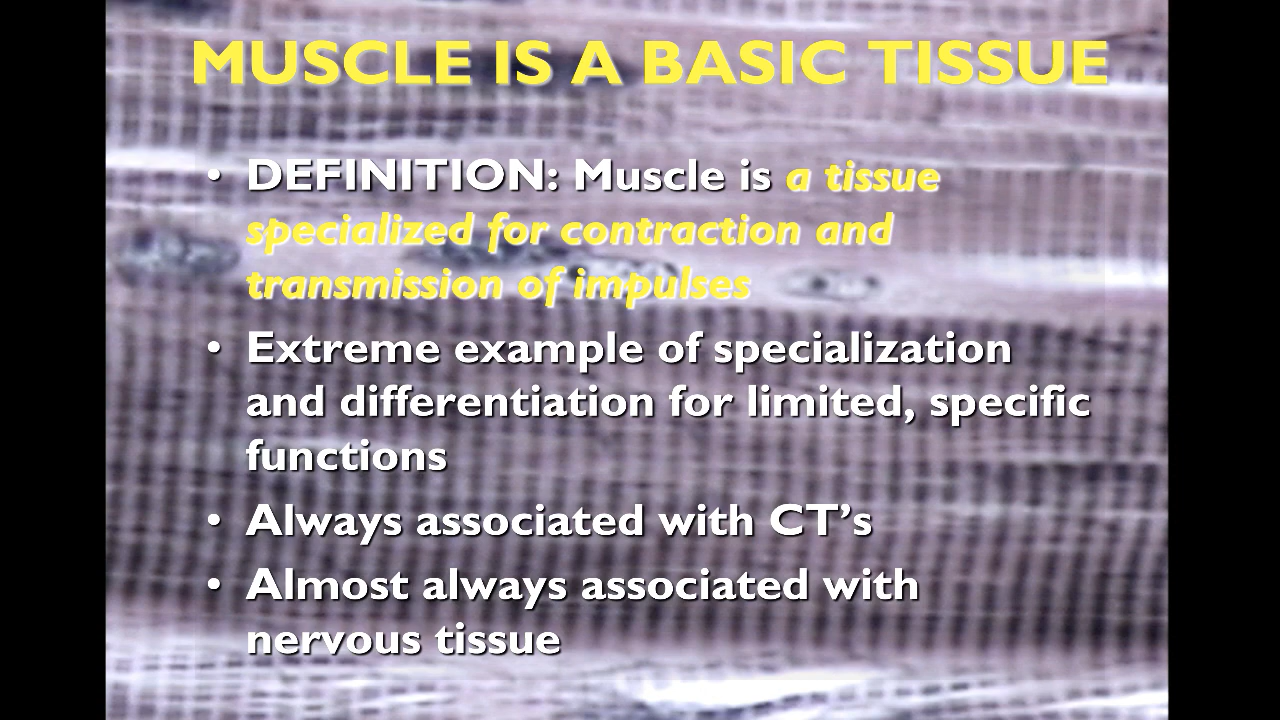 MUSCLE IS A BASIC TISSUE
• DEFINITION: Muscle is a tissue
specialized for contraction and
transmission of impulses
• Extreme example of specialization
and differentiation for limited, specific
functions
• Always associated with CT’s
• Almost always associated with
nervous tissue